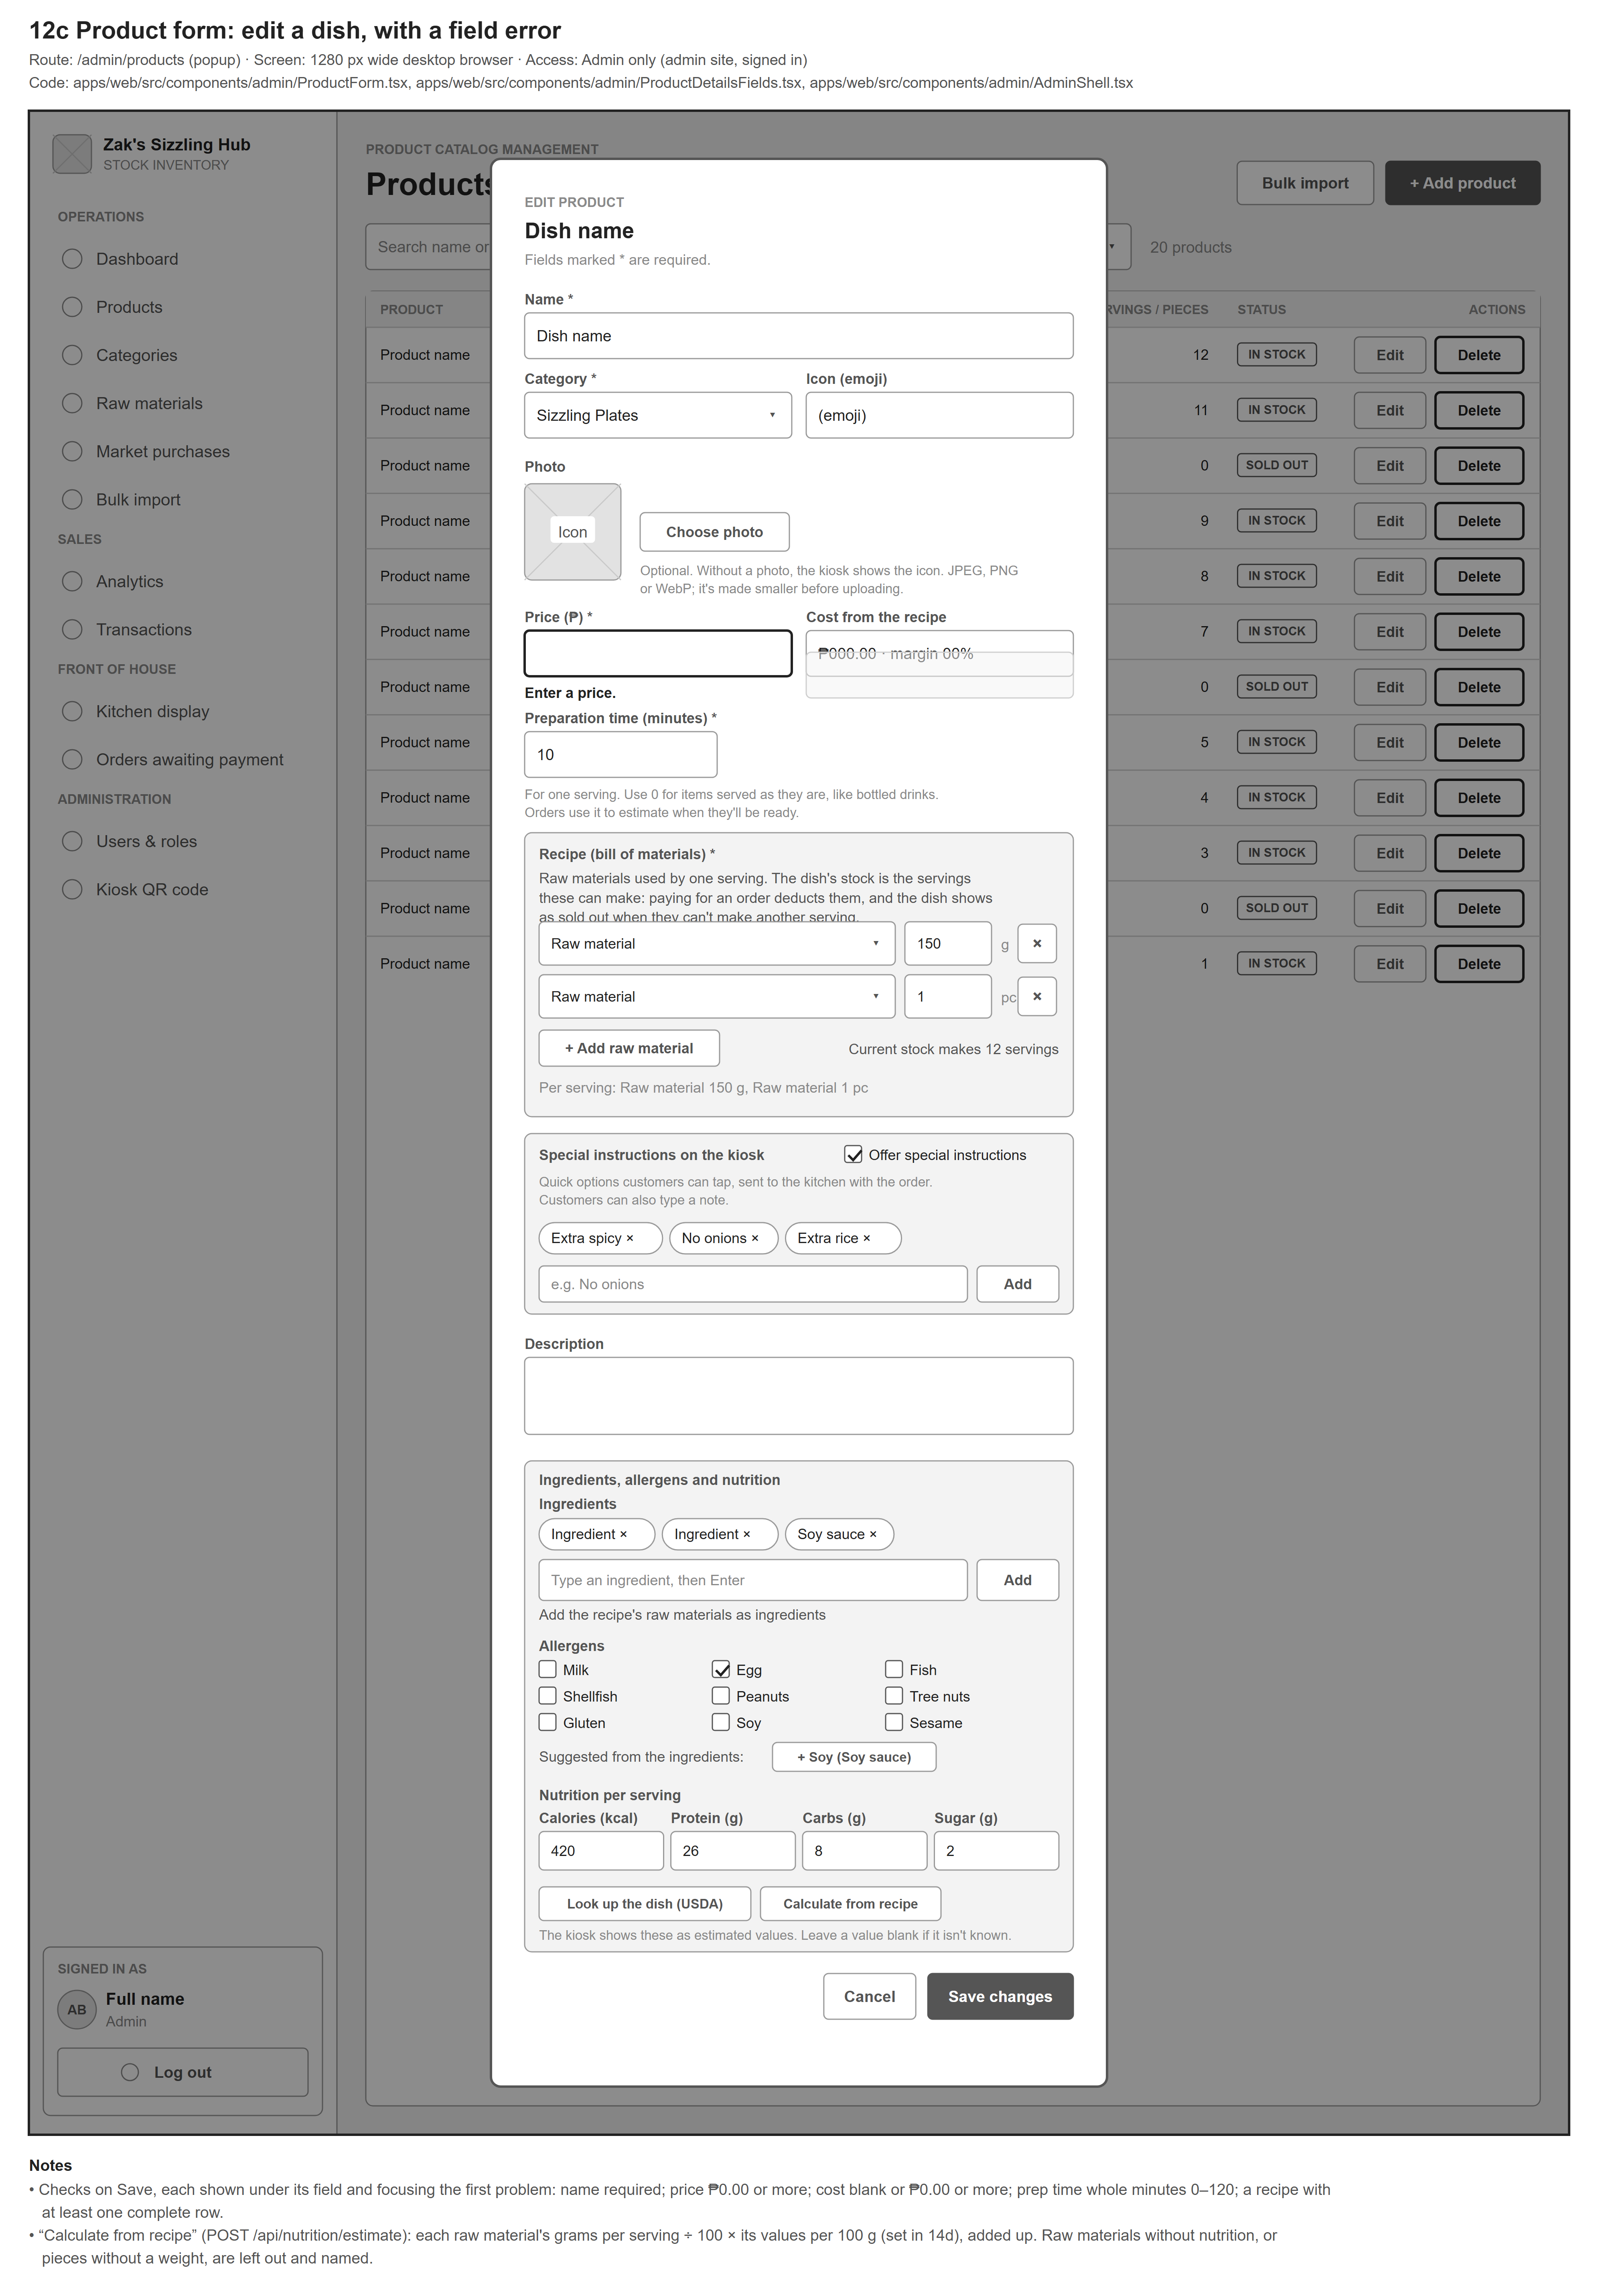 12c Product form: edit a dish, with a field error
Route: /admin/products (popup) · Screen: 1280 px wide desktop browser · Access: Admin only (admin site, signed in)
Code: apps/web/src/components/admin/ProductForm.tsx, apps/web/src/components/admin/ProductDetailsFields.tsx, apps/web/src/components/admin/AdminShell.tsx
Zak's Sizzling Hub
STOCK INVENTORY
OPERATIONS
Dashboard
Products
Categories
Raw materials
Market purchases
Bulk import
SALES
Analytics
Transactions
FRONT OF HOUSE
Kitchen display
Orders awaiting payment
ADMINISTRATION
Users & roles
Kiosk QR code
SIGNED IN AS
AB
Full name
Admin
Log out
PRODUCT CATALOG MANAGEMENT
Products
Bulk import
+ Add product
Search name or
20 products
PRODUCT
RVINGS / PIECES
STATUS
ACTIONS
Product name 12 IN STOCK Edit Delete
Product name 11 IN STOCK Edit Delete
Product name 0 SOLD OUT Edit Delete
Product name 9 IN STOCK Edit Delete
Product name 8 IN STOCK Edit Delete
Product name 7 IN STOCK Edit Delete
Product name 0 SOLD OUT Edit Delete
Product name 5 IN STOCK Edit Delete
Product name 4 IN STOCK Edit Delete
Product name 3 IN STOCK Edit Delete
Product name 0 SOLD OUT Edit Delete
Product name 1 IN STOCK Edit Delete
EDIT PRODUCT
Dish name
Fields marked * are required.
Name *
Dish name
Category *
Icon (emoji)
Sizzling Plates
(emoji)
Photo
Icon
Choose photo
Optional. Without a photo, the kiosk shows the icon. JPEG, PNG
or WebP; it's made smaller before uploading.
Price (₱) *
Cost from the recipe
₱000.00 · margin 00%
Enter a price.
Preparation time (minutes) *
10
For one serving. Use 0 for items served as they are, like bottled drinks.
Orders use it to estimate when they'll be ready.
Recipe (bill of materials) *
Raw materials used by one serving. The dish's stock is the servings
these can make: paying for an order deducts them, and the dish shows
as sold out when they can't make another serving.
Raw material 150 g ×
Raw material 1 pc ×
+ Add raw material
Current stock makes 12 servings
Per serving: Raw material 150 g, Raw material 1 pc
Special instructions on the kiosk
Offer special instructions
Quick options customers can tap, sent to the kitchen with the order.
Customers can also type a note.
Extra spicy × No onions × Extra rice ×
e.g. No onions
Add
Description
Ingredients, allergens and nutrition
Ingredients
Ingredient × Ingredient × Soy sauce ×
Type an ingredient, then Enter
Add
Add the recipe's raw materials as ingredients
Allergens
Milk Egg Fish
Shellfish Peanuts Tree nuts
Gluten Soy Sesame
Suggested from the ingredients:
+ Soy (Soy sauce)
Nutrition per serving
Calories (kcal) Protein (g) Carbs (g) Sugar (g)
420 26 8 2
Look up the dish (USDA)
Calculate from recipe
The kiosk shows these as estimated values. Leave a value blank if it isn't known.
Cancel
Save changes
Notes
• Checks on Save, each shown under its field and focusing the first problem: name required; price ₱0.00 or more; cost blank or ₱0.00 or more; prep time whole minutes 0–120; a recipe with
at least one complete row.
• “Calculate from recipe” (POST /api/nutrition/estimate): each raw material's grams per serving ÷ 100 × its values per 100 g (set in 14d), added up. Raw materials without nutrition, or
pieces without a weight, are left out and named.